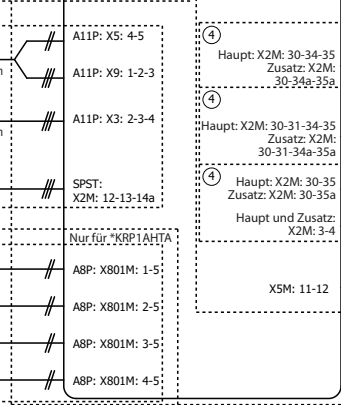 A11P: X5: 4-5
A11P: X9: 1-2-3
n
A11P: X3: 2-3-4
n
SPST:
X2M: 12-13-14a
Nur für *KRP1AHTA
A8P: X801M: 1-5
A8P: X801M: 2-5
A8P: X801M: 3-5
A8P: X801M: 4-5
4
Haupt: X2M: 30-34-35
Zusatz: X2M:
30-34a-35a
4
Haupt: X2M: 30-31-34-35
Zusatz: X2M:
30-31-34a-35a
4
Haupt: X2M: 30-35
Zusatz: X2M: 30-35a
Haupt und Zusatz:
X2M: 3-4
X5M: 11-12